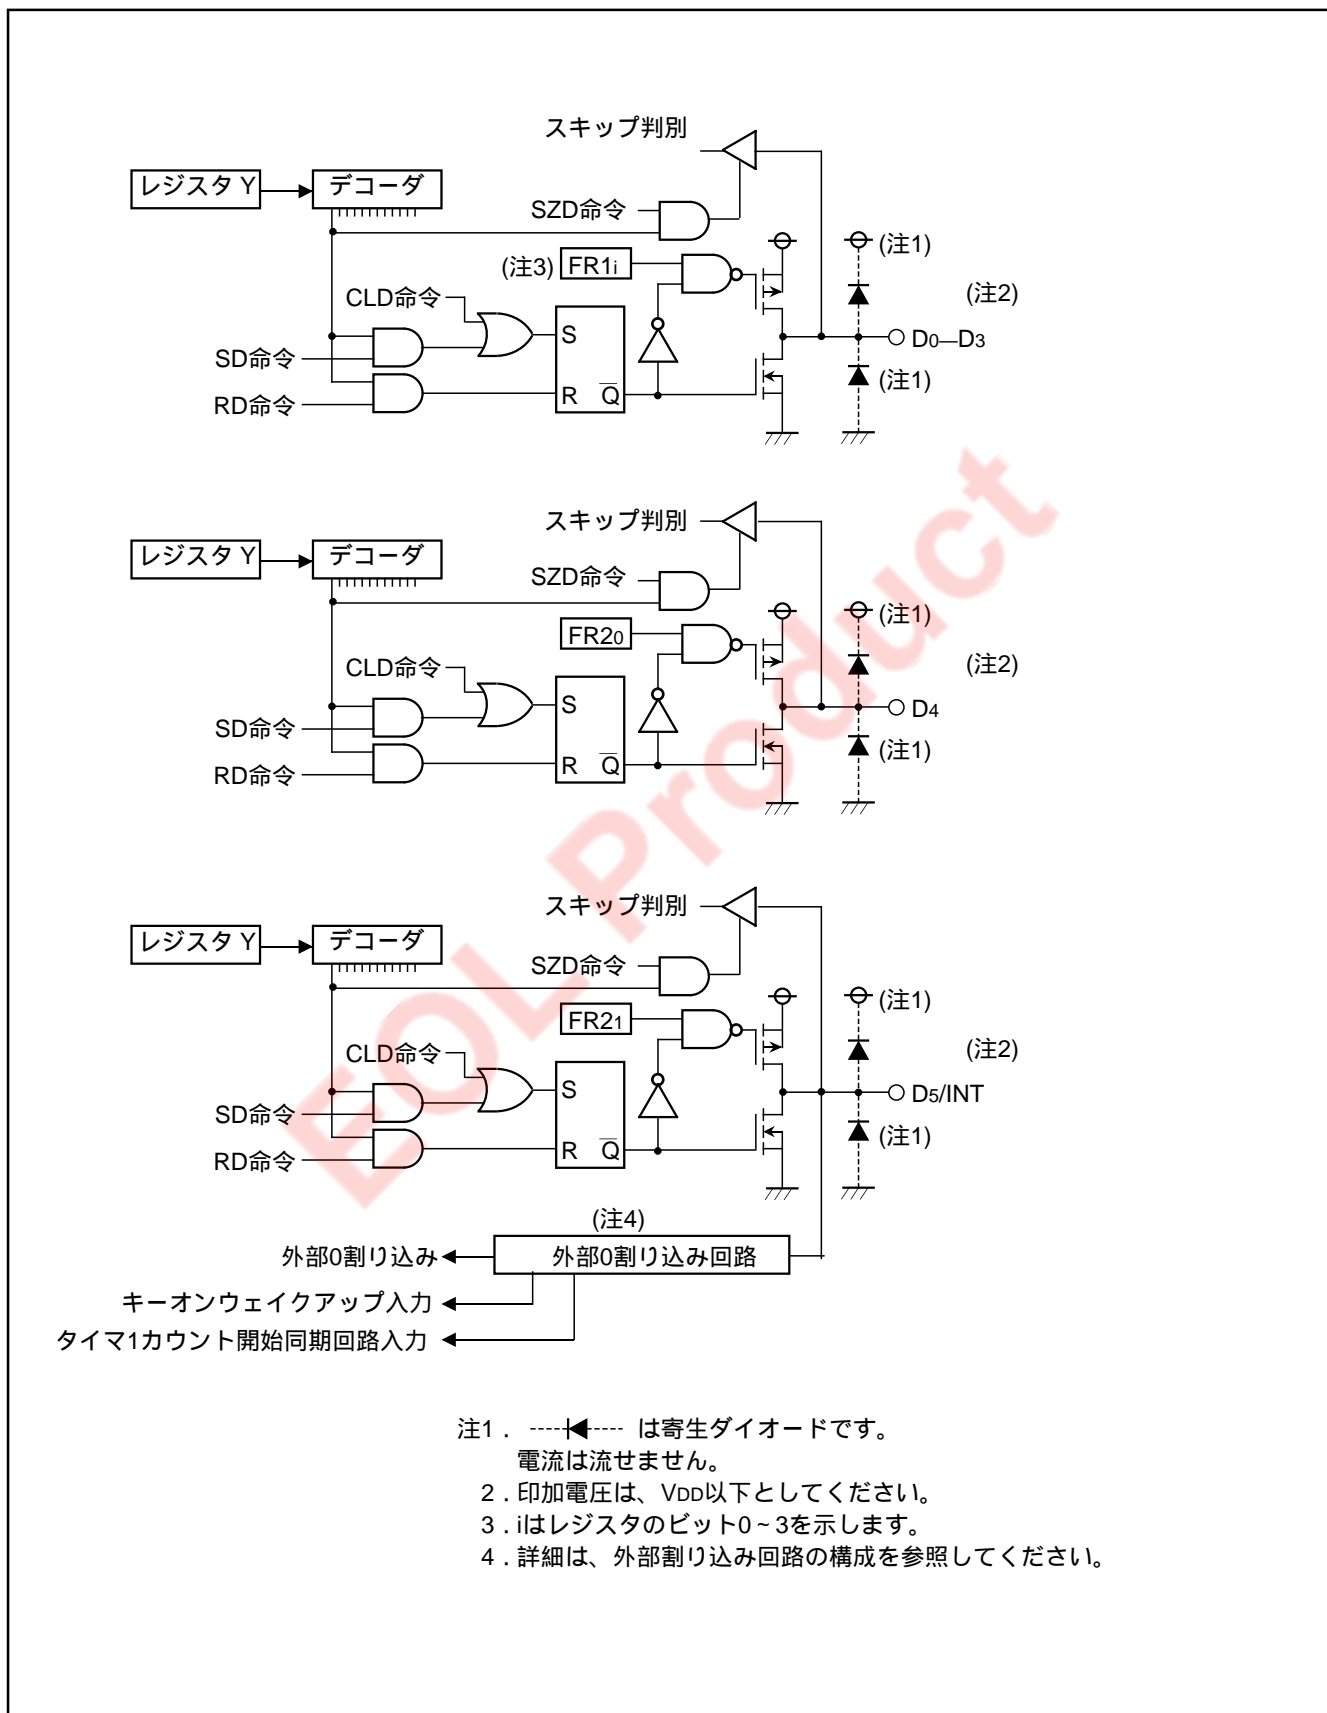 スキップ判別
レジスタ Y
デコーダ
SZD命令
(注1)
(注3)
FR1i
(注2)
CLD命令
S
D0—D3
SD命令
(注1)
RD命令
R
Q
スキップ判別
レジスタ Y
デコーダ
SZD命令
(注1)
FR20
(注2)
CLD命令
S
D4
SD命令
(注1)
RD命令
R
Q
スキップ判別
レジスタ Y
デコーダ
SZD命令
(注1)
FR21
(注2)
CLD命令
S
D5/INT
SD命令
(注1)
RD命令
R
Q
(注4)
外部0割り込み
外部0割り込み回路
キーオンウェイクアップ入力
タイマ1カウント開始同期回路入力
注1． は寄生ダイオードです。
電流は流せません。
2．印加電圧は、VDD以下としてください。
3．iはレジスタのビット0～3を示します。
4．詳細は、外部割り込み回路の構成を参照してください。
EOL Product